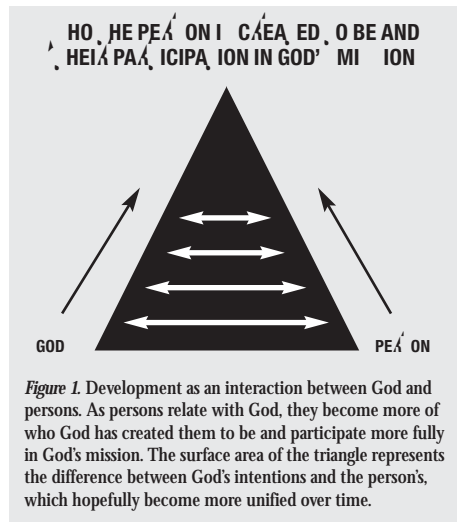 ION IN
BE AND
GOD
Figure 1. Development as an interaction between God and
persons. As persons relate with God, they become more of
who God has created them to be and participate more fully
in God's mission. The surface area of the triangle represents
the difference between God's intentions and the person's,
which hopefully become more unified over time.